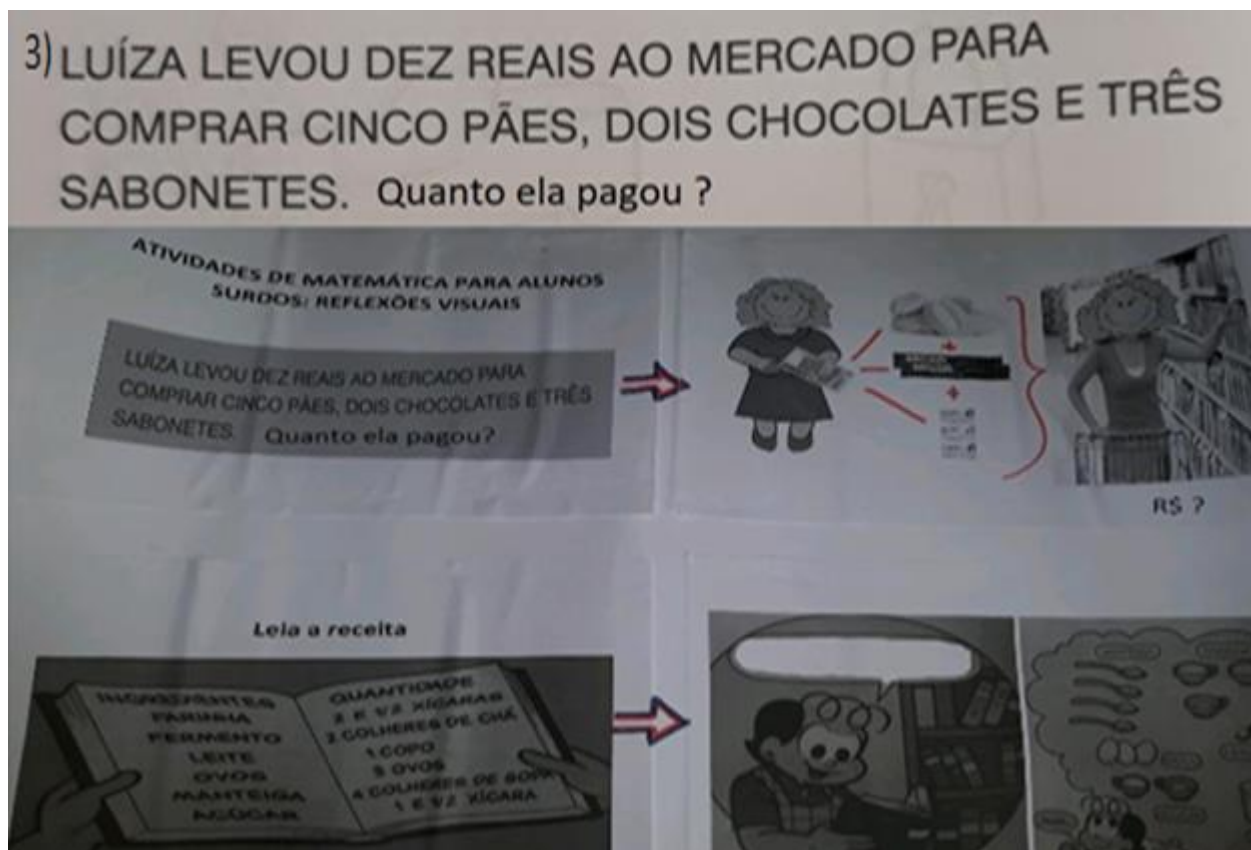 3) LUÍZA LEVOU DEZ REAIS AO MERCADO PARA
COMPRAR CINCO PÃES, DOIS CHOCOLATES E TRÊS
SABONETES. Quanto ela pagou ?
ATIVIDADES DE MATEMÁTICA PARA ALUNOS
SURDOS: REFLEXÕES VISUAIS
LUÍZA LEVOU DEZ REAIS AO MERCADO PARA
COMPRAR CINCO PÃES, DOIS CHOCOLATES E TRÊS
SABONETES. Quanto ela pagou?
R$ ?
Leia a receita
INGREDIENTES
FARINHA
FERMENTO
LEITE
OVOS
MANTEIGA
AÇÚCAR
QUANTIDADE
2 E 1/2 XÍCARAS
2 COLHERES DE CHÁ
1 COPO
3 OVOS
4 COLHERES DE SOPA
1 E 1/2 XÍCARA